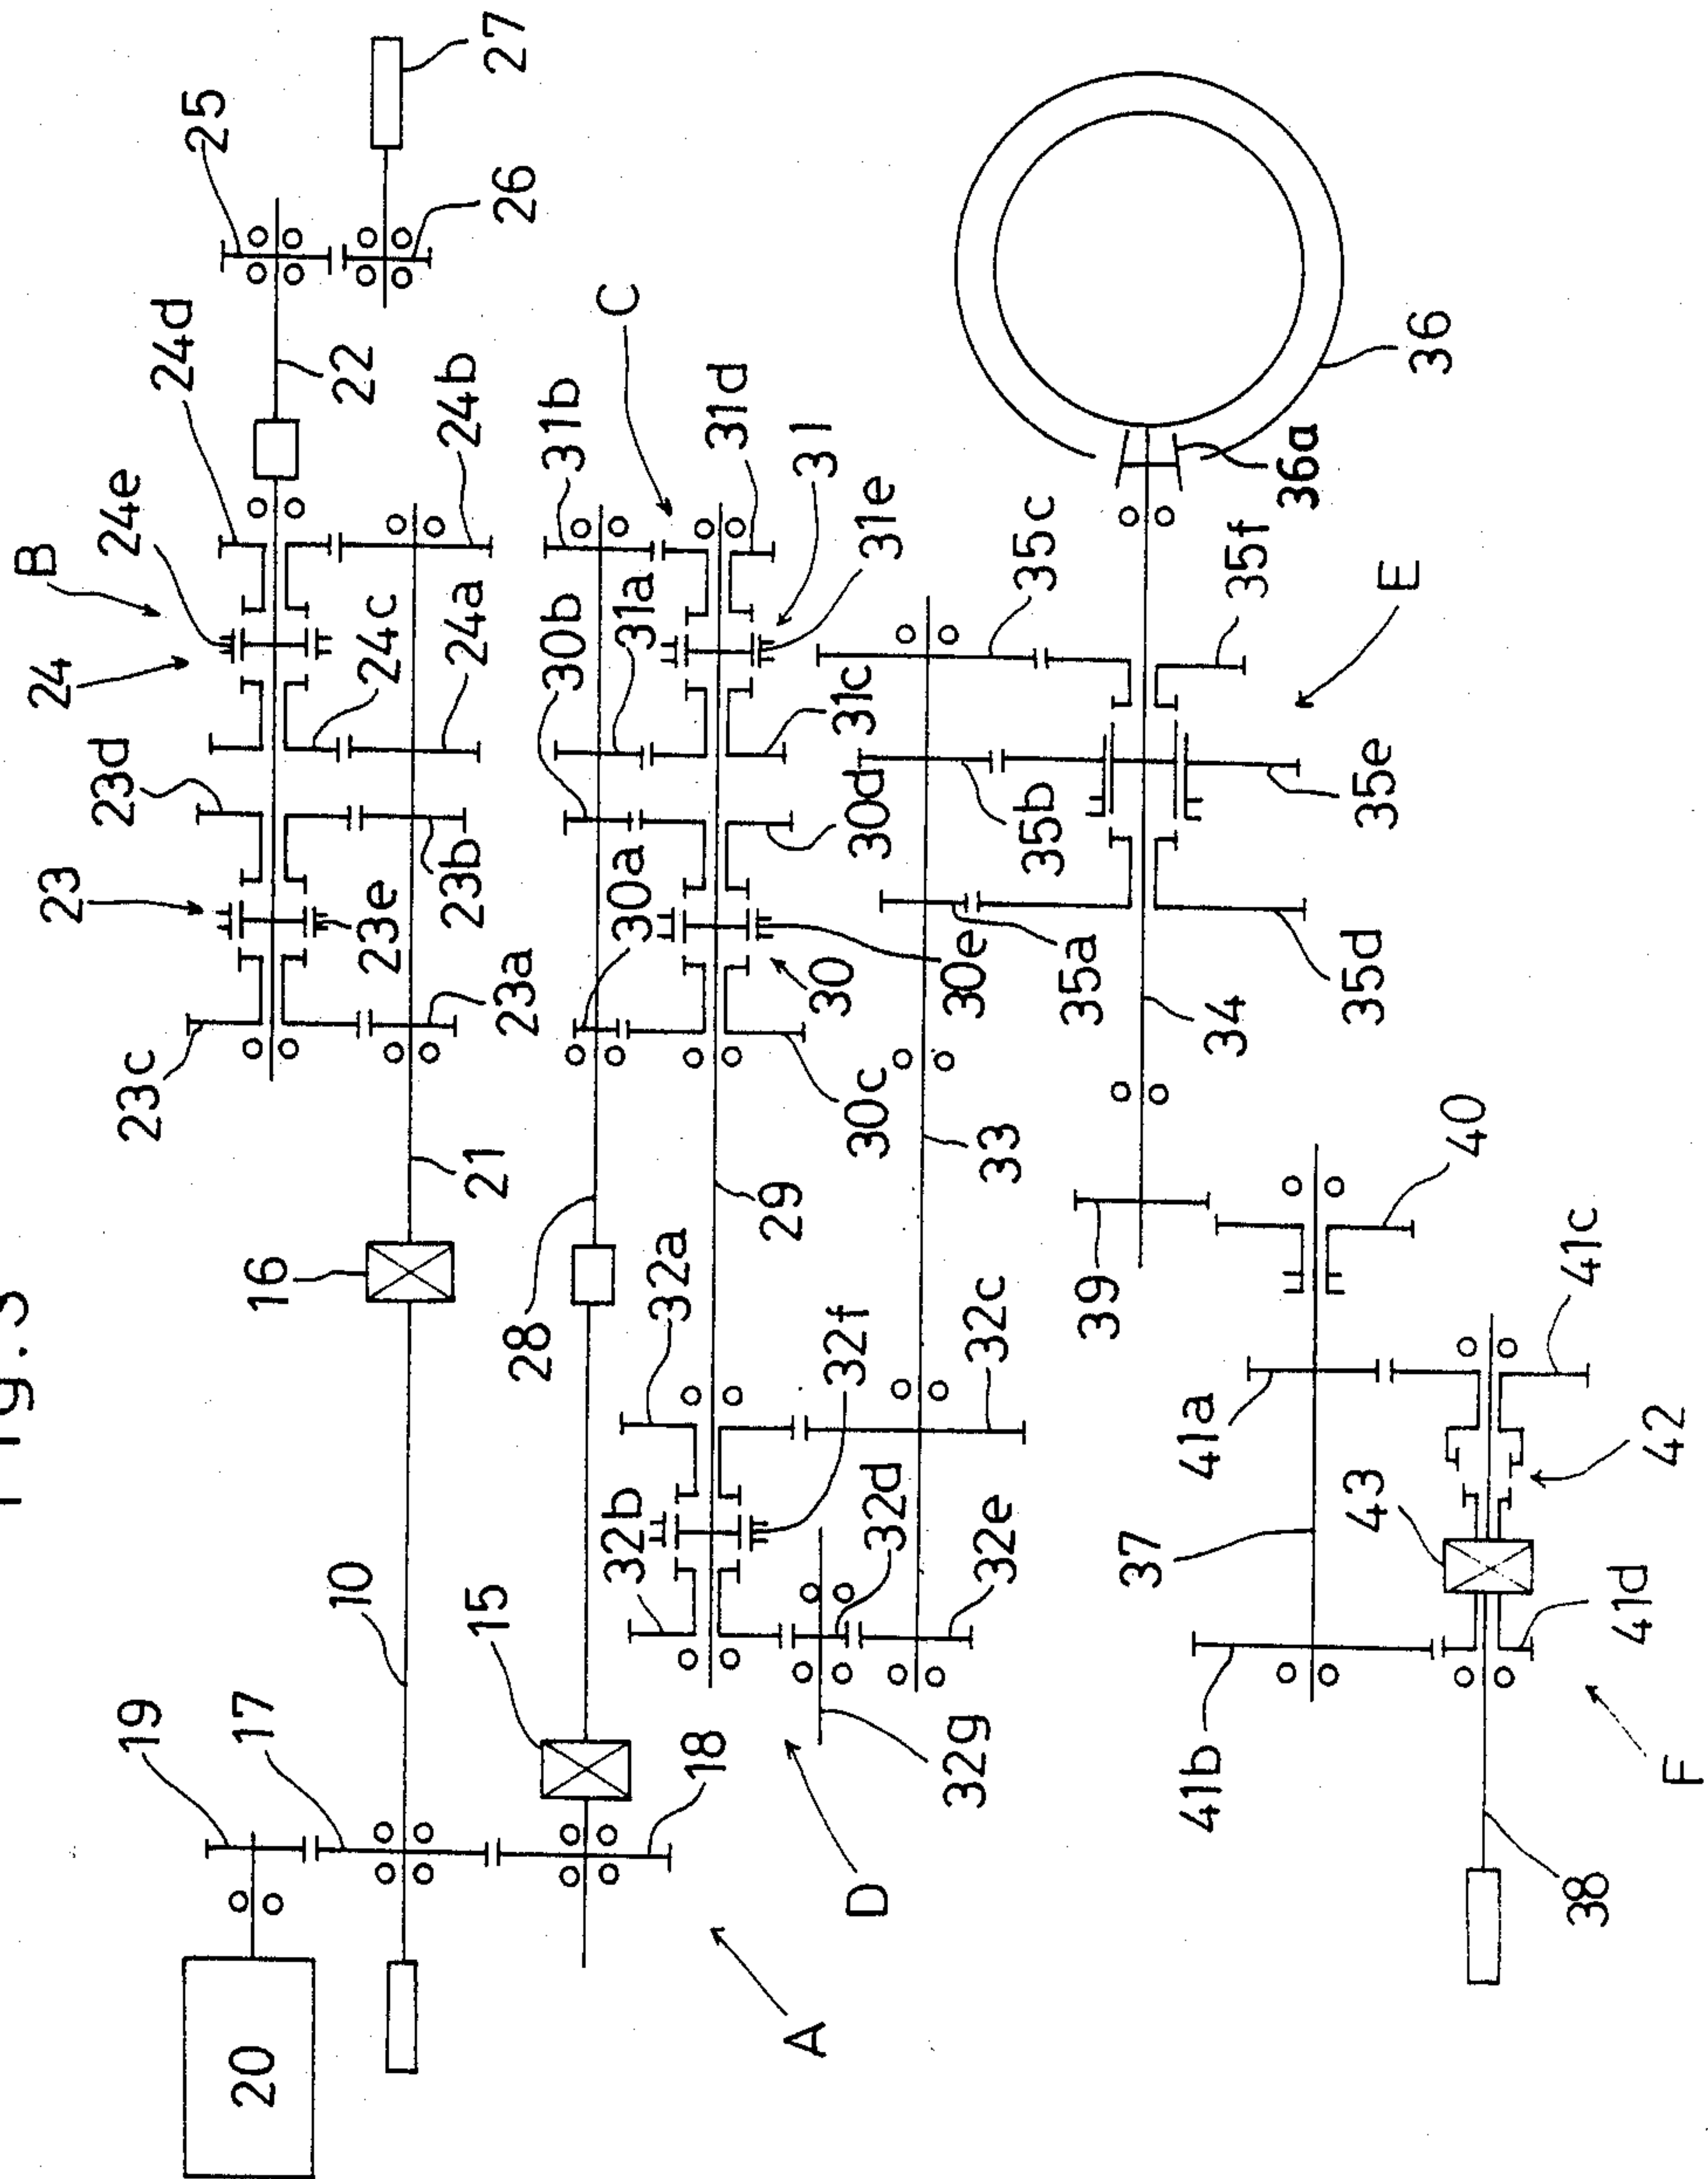 Fig.3
B
24
24e
24d
25
23
23d
23c
23e
24c
22
24b
24a
23b
23a
26
27
16
21
10
19
17
20
C
31b
31a
30b
30a
31d
31
31e
31c
30d
30e
30
30c
28
29
15
18
32a
32b
32f
32d
32c
32e
32g
D
A
33
35c
35b
35a
36a
36
35f
E
35e
35d
34
39
40
41a
41b
37
43
41c
42
41d
38
F